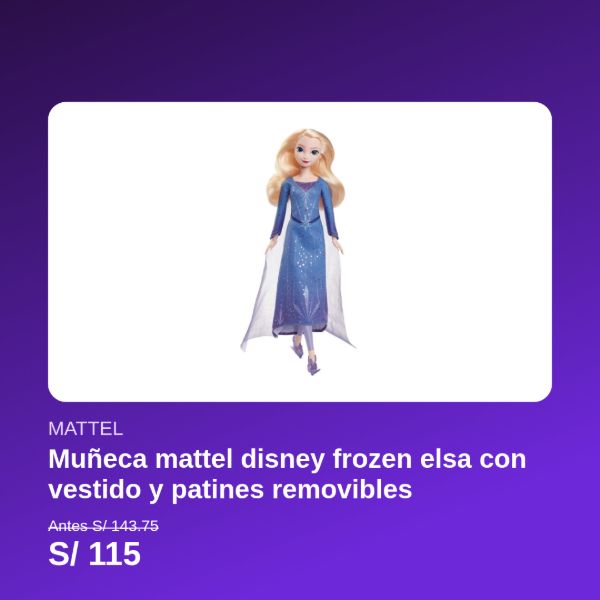 MATTEL
Muñeca mattel disney frozen elsa con
vestido y patines removibles
Antes S/ 143.75
S/ 115